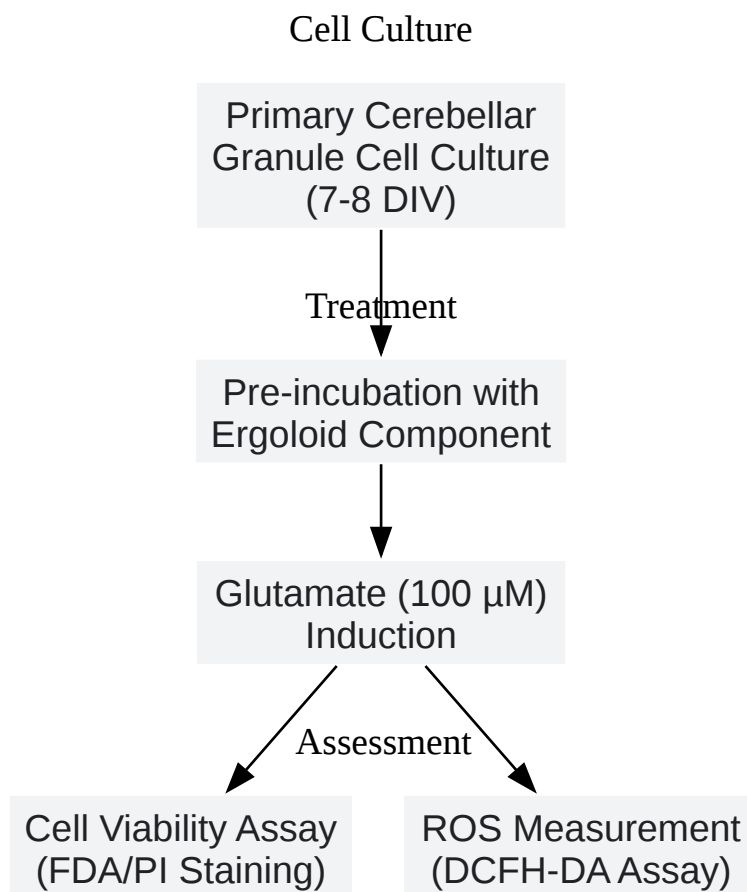 Cell Culture
Primary Cerebellar
Granule Cell Culture
(7-8 DIV)
Treatment
Pre-incubation with
Ergoloid Component
Glutamate (100 µM)
Induction
Assessment
Cell Viability Assay
(FDA/PI Staining)
ROS Measurement
(DCFH-DA Assay)